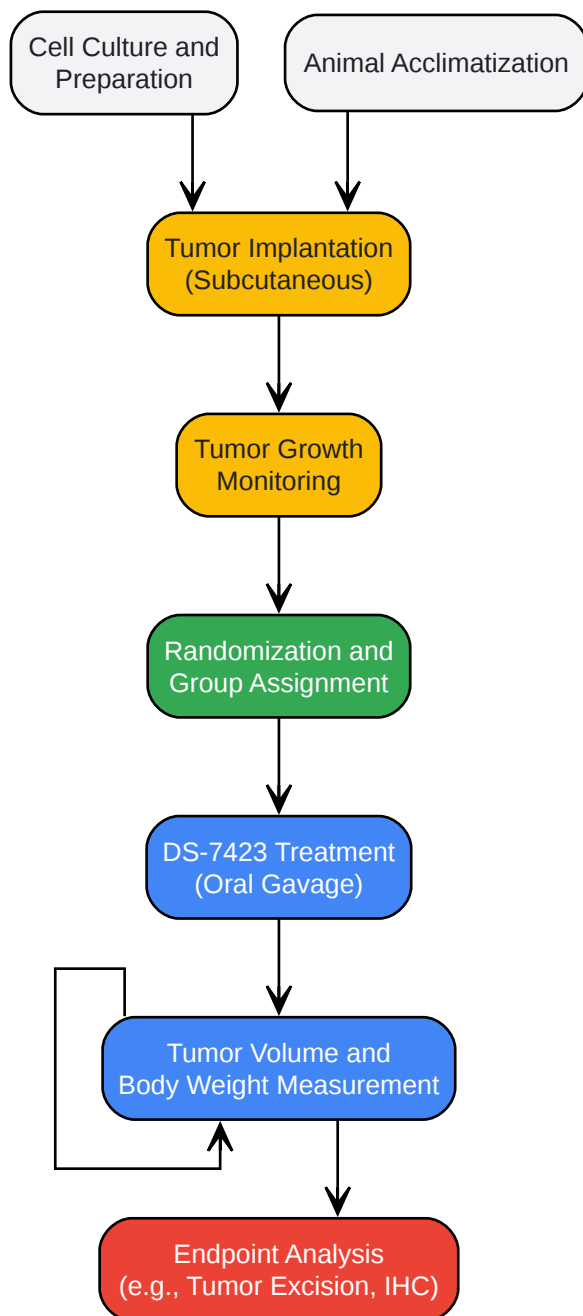 Cell Culture and
Preparation
Animal Acclimatization
Tumor Implantation
(Subcutaneous)
Tumor Growth
Monitoring
Randomization and
Group Assignment
DS-7423 Treatment
(Oral Gavage)
Tumor Volume and
Body Weight Measurement
Endpoint Analysis
(e.g., Tumor Excision, IHC)